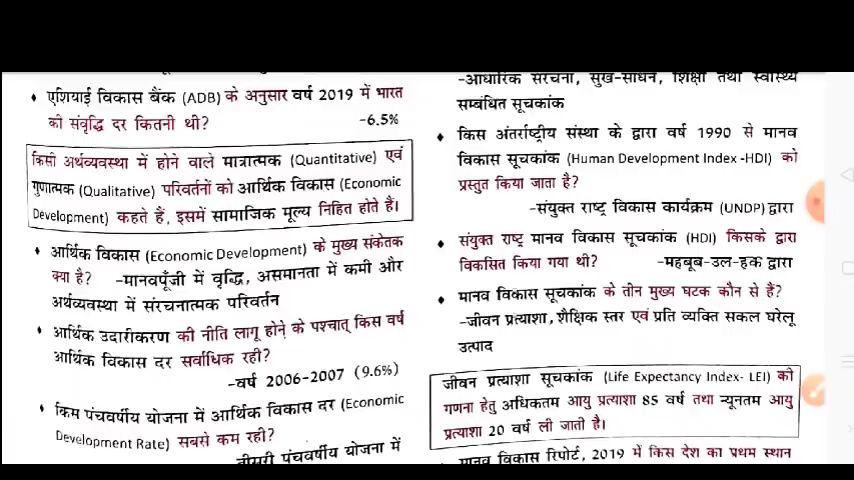 ♦ एशियाई विकास बैंक (ADB) के अनुसार वर्ष 2019 में भारत
की संवृद्धि दर कितनी थी? -6.5%
किसी अर्थव्यवस्था में होने वाले मात्रात्मक (Quantitative) एवं
गुणात्मक (Qualitative) परिवर्तनों को आर्थिक विकास (Economic
Development) कहते हैं, इसमें सामाजिक मूल्य निहित होते है।
♦ आर्थिक विकास (Economic Development) के मुख्य संकेतक
क्या है? -मानवपूँजी में वृद्धि, असमानता में कमी और
अर्थव्यवस्था में संरचनात्मक परिवर्तन
♦ आर्थिक उदारीकरण की नीति लागू होने के पश्चात् किस वर्ष
आर्थिक विकास दर सर्वाधिक रही?
-वर्ष 2006-2007 (9.6%)
♦ किस पंचवर्षीय योजना में आर्थिक विकास दर (Economic
Development Rate) सबसे कम रही?
-तीसरी पंचवर्षीय योजना में
-आधारिक संरचना, सुख-साधन, शिक्षा तथा स्वास्थ्य
सम्बंधित सूचकांक
♦ किस अंतर्राष्ट्रीय संस्था के द्वारा वर्ष 1990 से मानव
विकास सूचकांक (Human Development Index -HDI) को
प्रस्तुत किया जाता है?
-संयुक्त राष्ट्र विकास कार्यक्रम (UNDP) द्वारा
♦ संयुक्त राष्ट्र मानव विकास सूचकांक (HDI) किसके द्वारा
विकसित किया गया थी? -महबूब-उल-हक द्वारा
♦ मानव विकास सूचकांक के तीन मुख्य घटक कौन से हैं?
-जीवन प्रत्याशा, शैक्षिक स्तर एवं प्रति व्यक्ति सकल घरेलू
उत्पाद
जीवन प्रत्याशा सूचकांक (Life Expectancy Index- LEI) की
गणना हेतु अधिकतम आयु प्रत्याशा 85 वर्ष तथा न्यूनतम आयु
प्रत्याशा 20 वर्ष ली जाती है।
♦ मानव विकास रिपोर्ट, 2019 में किस देश का प्रथम स्थान